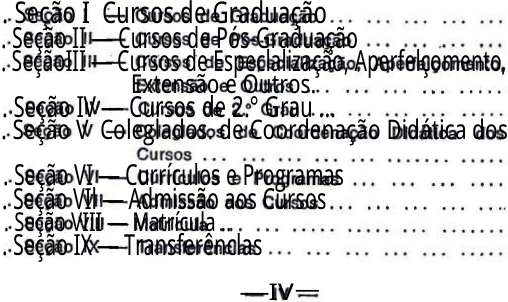 Seção I — Cursos de Graduação
Seção II — Cursos de Pós-Graduação
Seção III — Cursos de Especialização, Aperfeiçoamento,
Extensão e Outros
Seção IV — Cursos de 2.º Grau
Seção V — Colegiados de Coordenação Didática dos
Cursos
Seção VI — Currículos e Programas
Seção VII — Admissão aos Cursos
Seção VIII — Matrícula
Seção IX — Transferências
— IV —